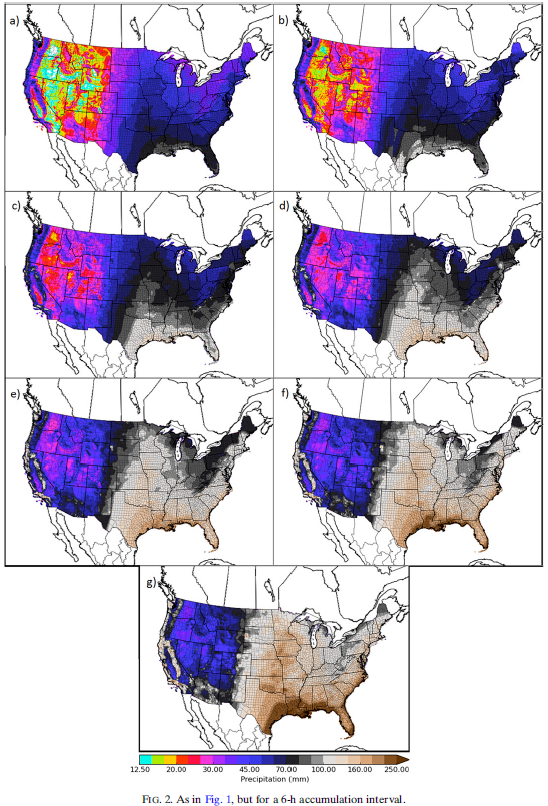 a)
b)
c)
d)
e)
f)
g)
12.50 20.00 30.00 45.00 70.00 100.00 160.00 250.00
Precipitation (mm)
FIG. 2. As in Fig. 1, but for a 6-h accumulation interval.